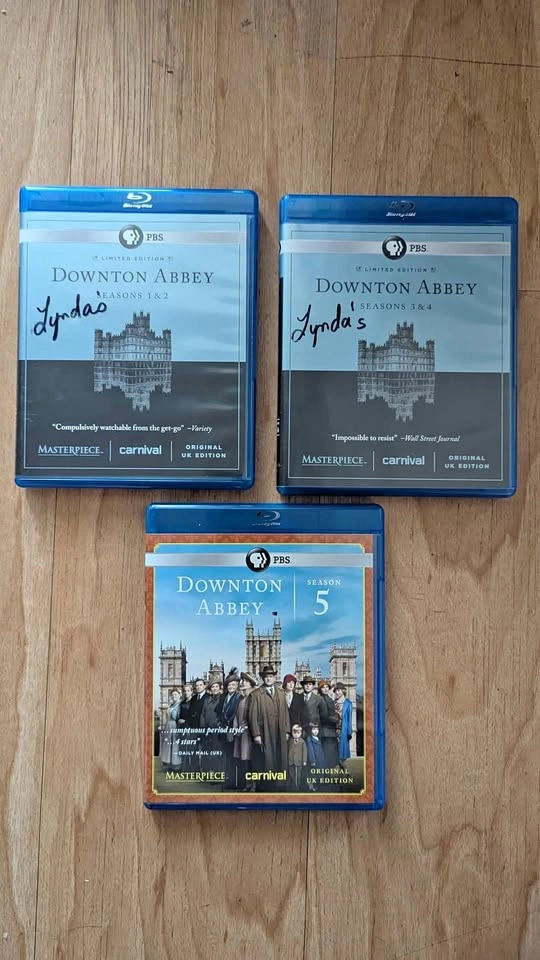 Blu-ray Disc
PBS
LIMITED EDITION
DOWNTON ABBEY
SEASONS 1 & 2
Lynda's
"Compulsively watchable from the get-go" –Variety
MASTERPIECE™
carnival
ORIGINAL
UK EDITION
Blu-ray Disc
PBS
LIMITED EDITION
DOWNTON ABBEY
SEASONS 3 & 4
Lynda's
"Impossible to resist" –Wall Street Journal
MASTERPIECE™
carnival
ORIGINAL
UK EDITION
Blu-ray Disc
PBS
DOWNTON
ABBEY
SEASON
5
"...sumptuous period style"
"...4 stars"
–DAILY MAIL (UK)
MASTERPIECE™
carnival
ORIGINAL
UK EDITION